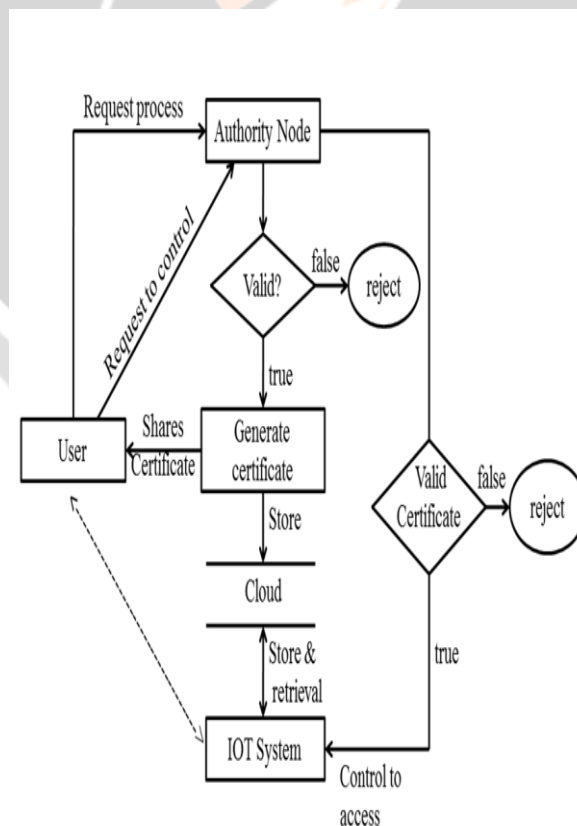 Request process
Authority Node
Request to control
Valid?
false
reject
true
User
Shares
Certificate
Generate
certificate
Valid
Certificate
false
reject
Store
Cloud
true
Store &
retrieval
IOT System
Control to
access